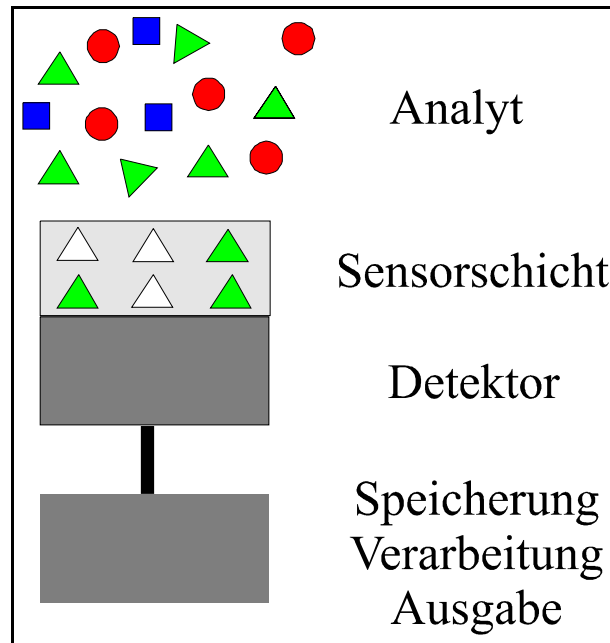 Analyt
Sensorschicht
Detektor
Speicherung
Verarbeitung
Ausgabe